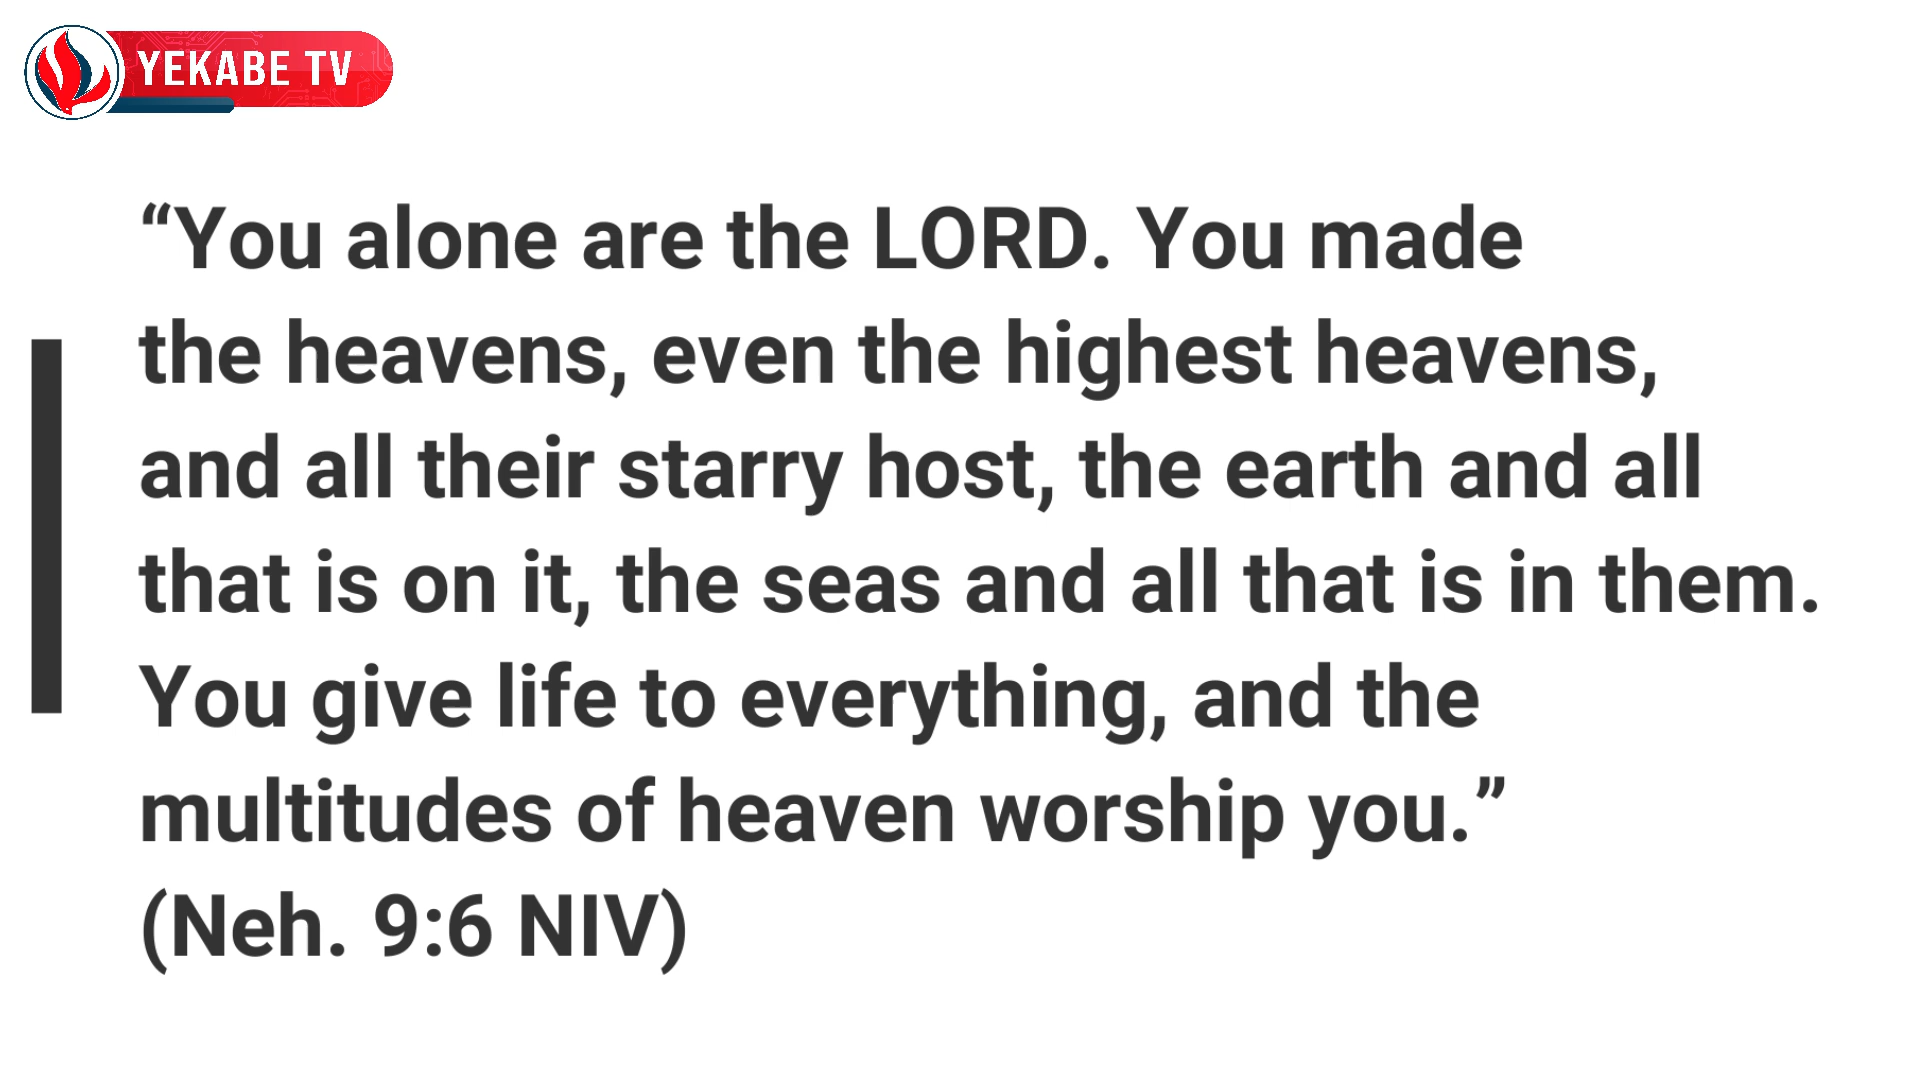 YEKABE TV
“You alone are the LORD. You made
the heavens, even the highest heavens,
and all their starry host, the earth and all
that is on it, the seas and all that is in them.
You give life to everything, and the
multitudes of heaven worship you.”
(Neh. 9:6 NIV)